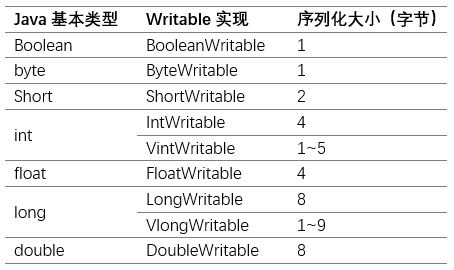 Java 基本类型 Writable 实现 序列化大小（字节）
Boolean BooleanWritable 1
byte ByteWritable 1
Short ShortWritable 2
int IntWritable 4
VintWritable 1~5
float FloatWritable 4
long LongWritable 8
VlongWritable 1~9
double DoubleWritable 8